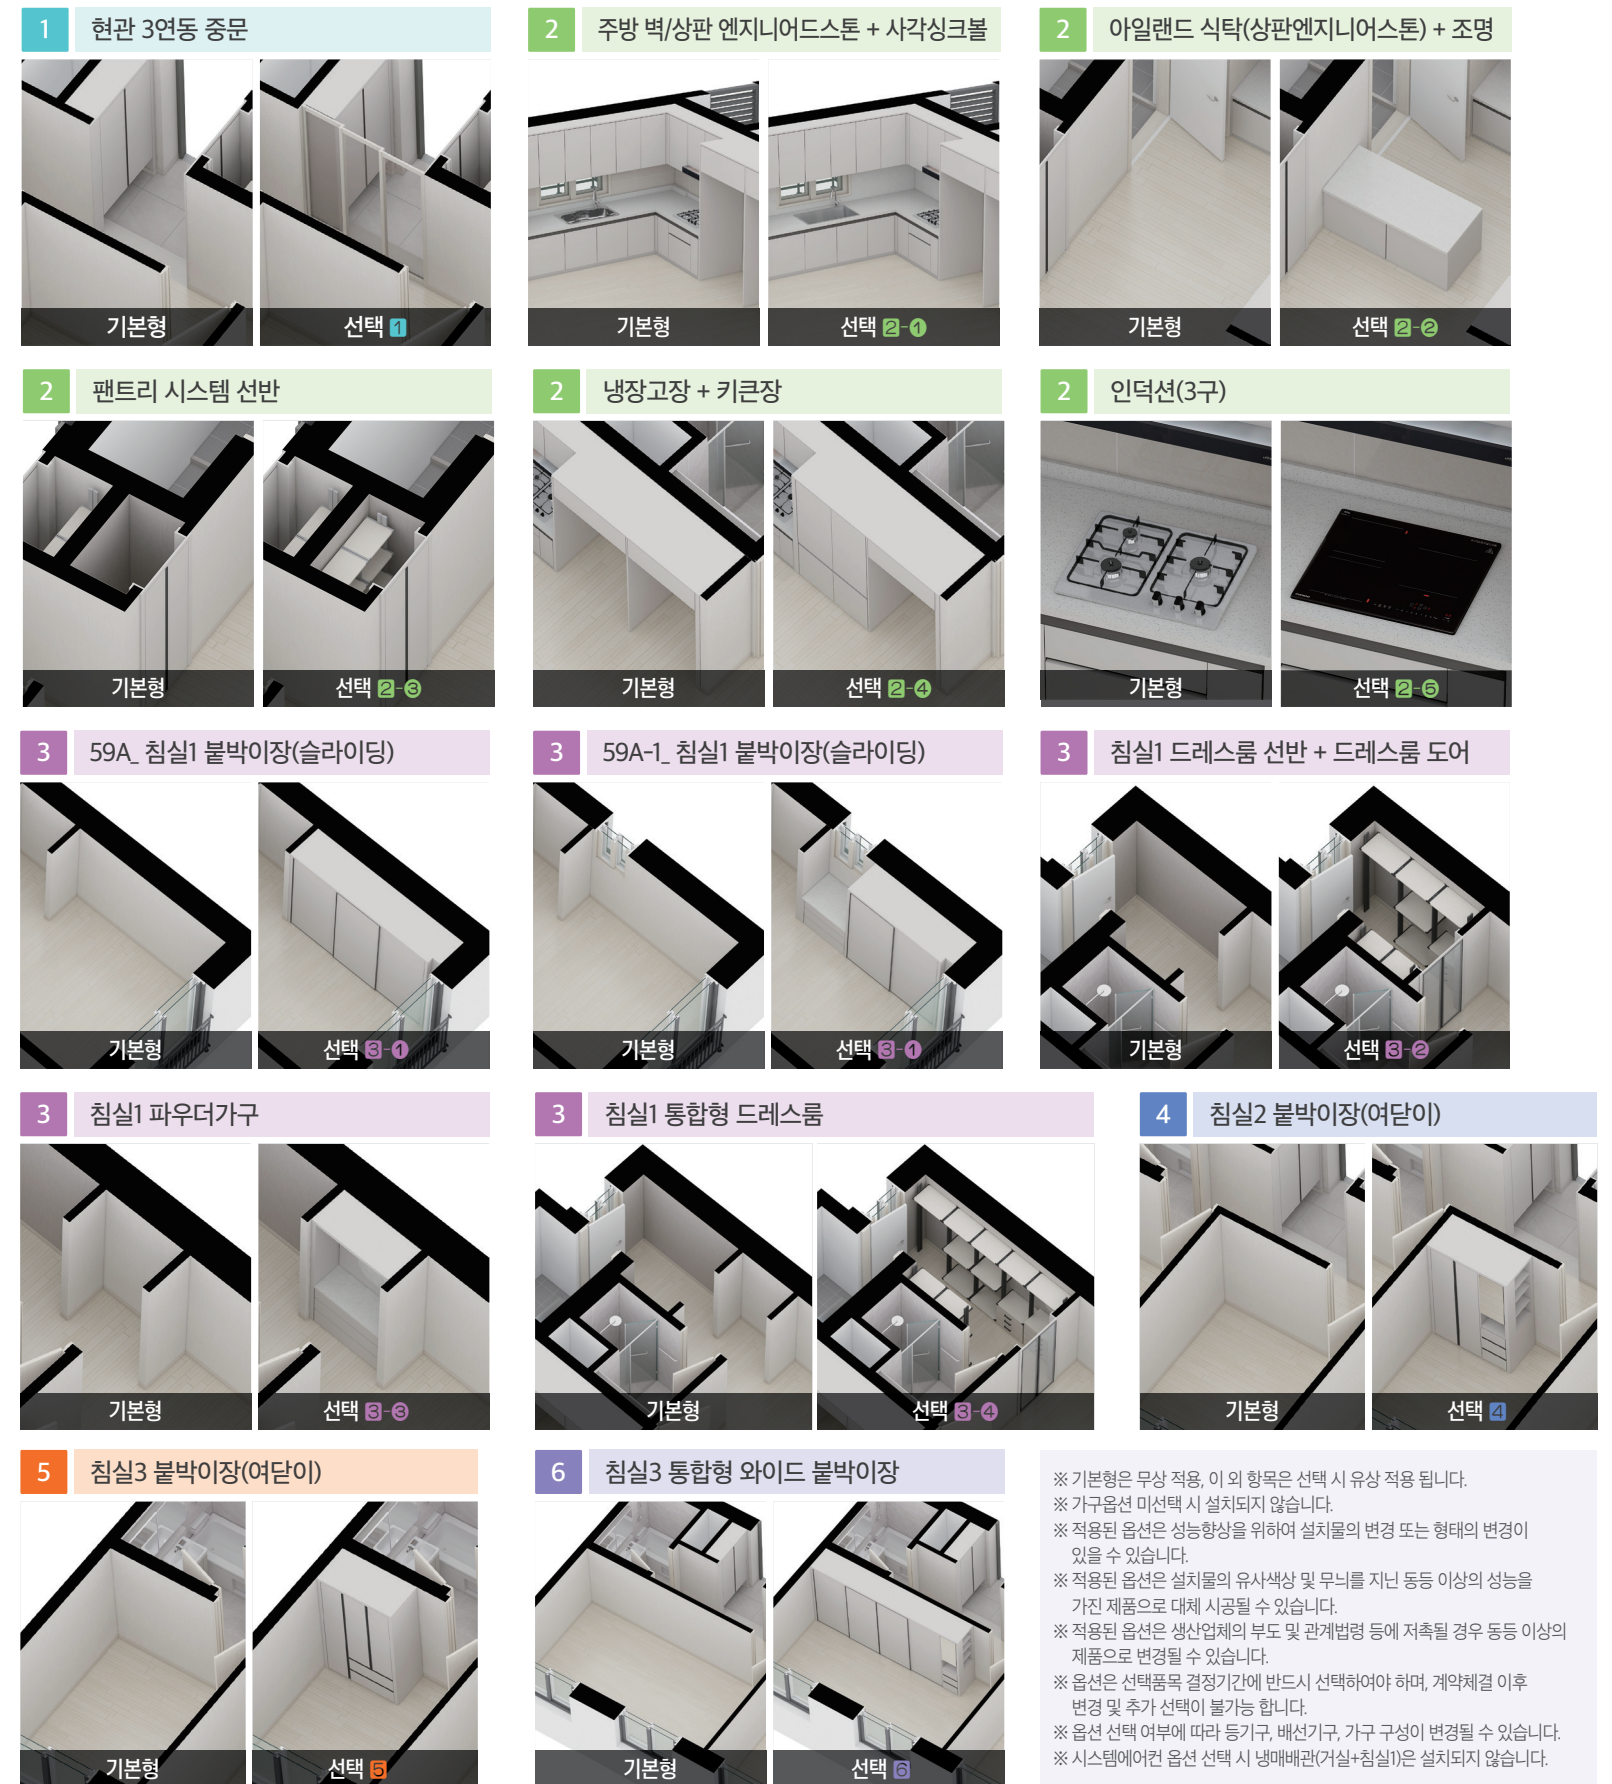 1 현관 3연동 중문
기본형
선택 1
2 주방 벽/상판 엔지니어드스톤 + 사각싱크볼
기본형
선택 2-1
2 아일랜드 식탁(상판엔지니어스톤) + 조명
기본형
선택 2-2
2 팬트리 시스템 선반
기본형
선택 2-3
2 냉장고장 + 키큰장
기본형
선택 2-4
2 인덕션(3구)
기본형
선택 2-5
3 59A_ 침실1 붙박이장(슬라이딩)
기본형
선택 3-1
3 59A-1_ 침실1 붙박이장(슬라이딩)
기본형
선택 3-1
3 침실1 드레스룸 선반 + 드레스룸 도어
기본형
선택 3-2
3 침실1 파우더가구
기본형
선택 3-3
3 침실1 통합형 드레스룸
기본형
선택 3-4
4 침실2 붙박이장(여닫이)
기본형
선택 4
5 침실3 붙박이장(여닫이)
기본형
선택 5
6 침실3 통합형 와이드 붙박이장
기본형
선택 6
※ 기본형은 무상 적용, 이 외 항목은 선택 시 유상 적용 됩니다.
※ 가구옵션 미선택 시 설치되지 않습니다.
※ 적용된 옵션은 성능향상을 위하여 설치물의 변경 또는 형태의 변경이
있을 수 있습니다.
※ 적용된 옵션은 설치물의 유사색상 및 무늬를 지닌 동등 이상의 성능을
가진 제품으로 대체 시공될 수 있습니다.
※ 적용된 옵션은 생산업체의 부도 및 관계법령 등에 저촉될 경우 동등 이상의
제품으로 변경될 수 있습니다.
※ 옵션은 선택품목 결정기간에 반드시 선택하여야 하며, 계약체결 이후
변경 및 추가 선택이 불가능 합니다.
※ 옵션 선택 여부에 따라 등기구, 배선기구, 가구 구성이 변경될 수 있습니다.
※ 시스템에어컨 옵션 선택 시 냉매배관(거실+침실1)은 설치되지 않습니다.